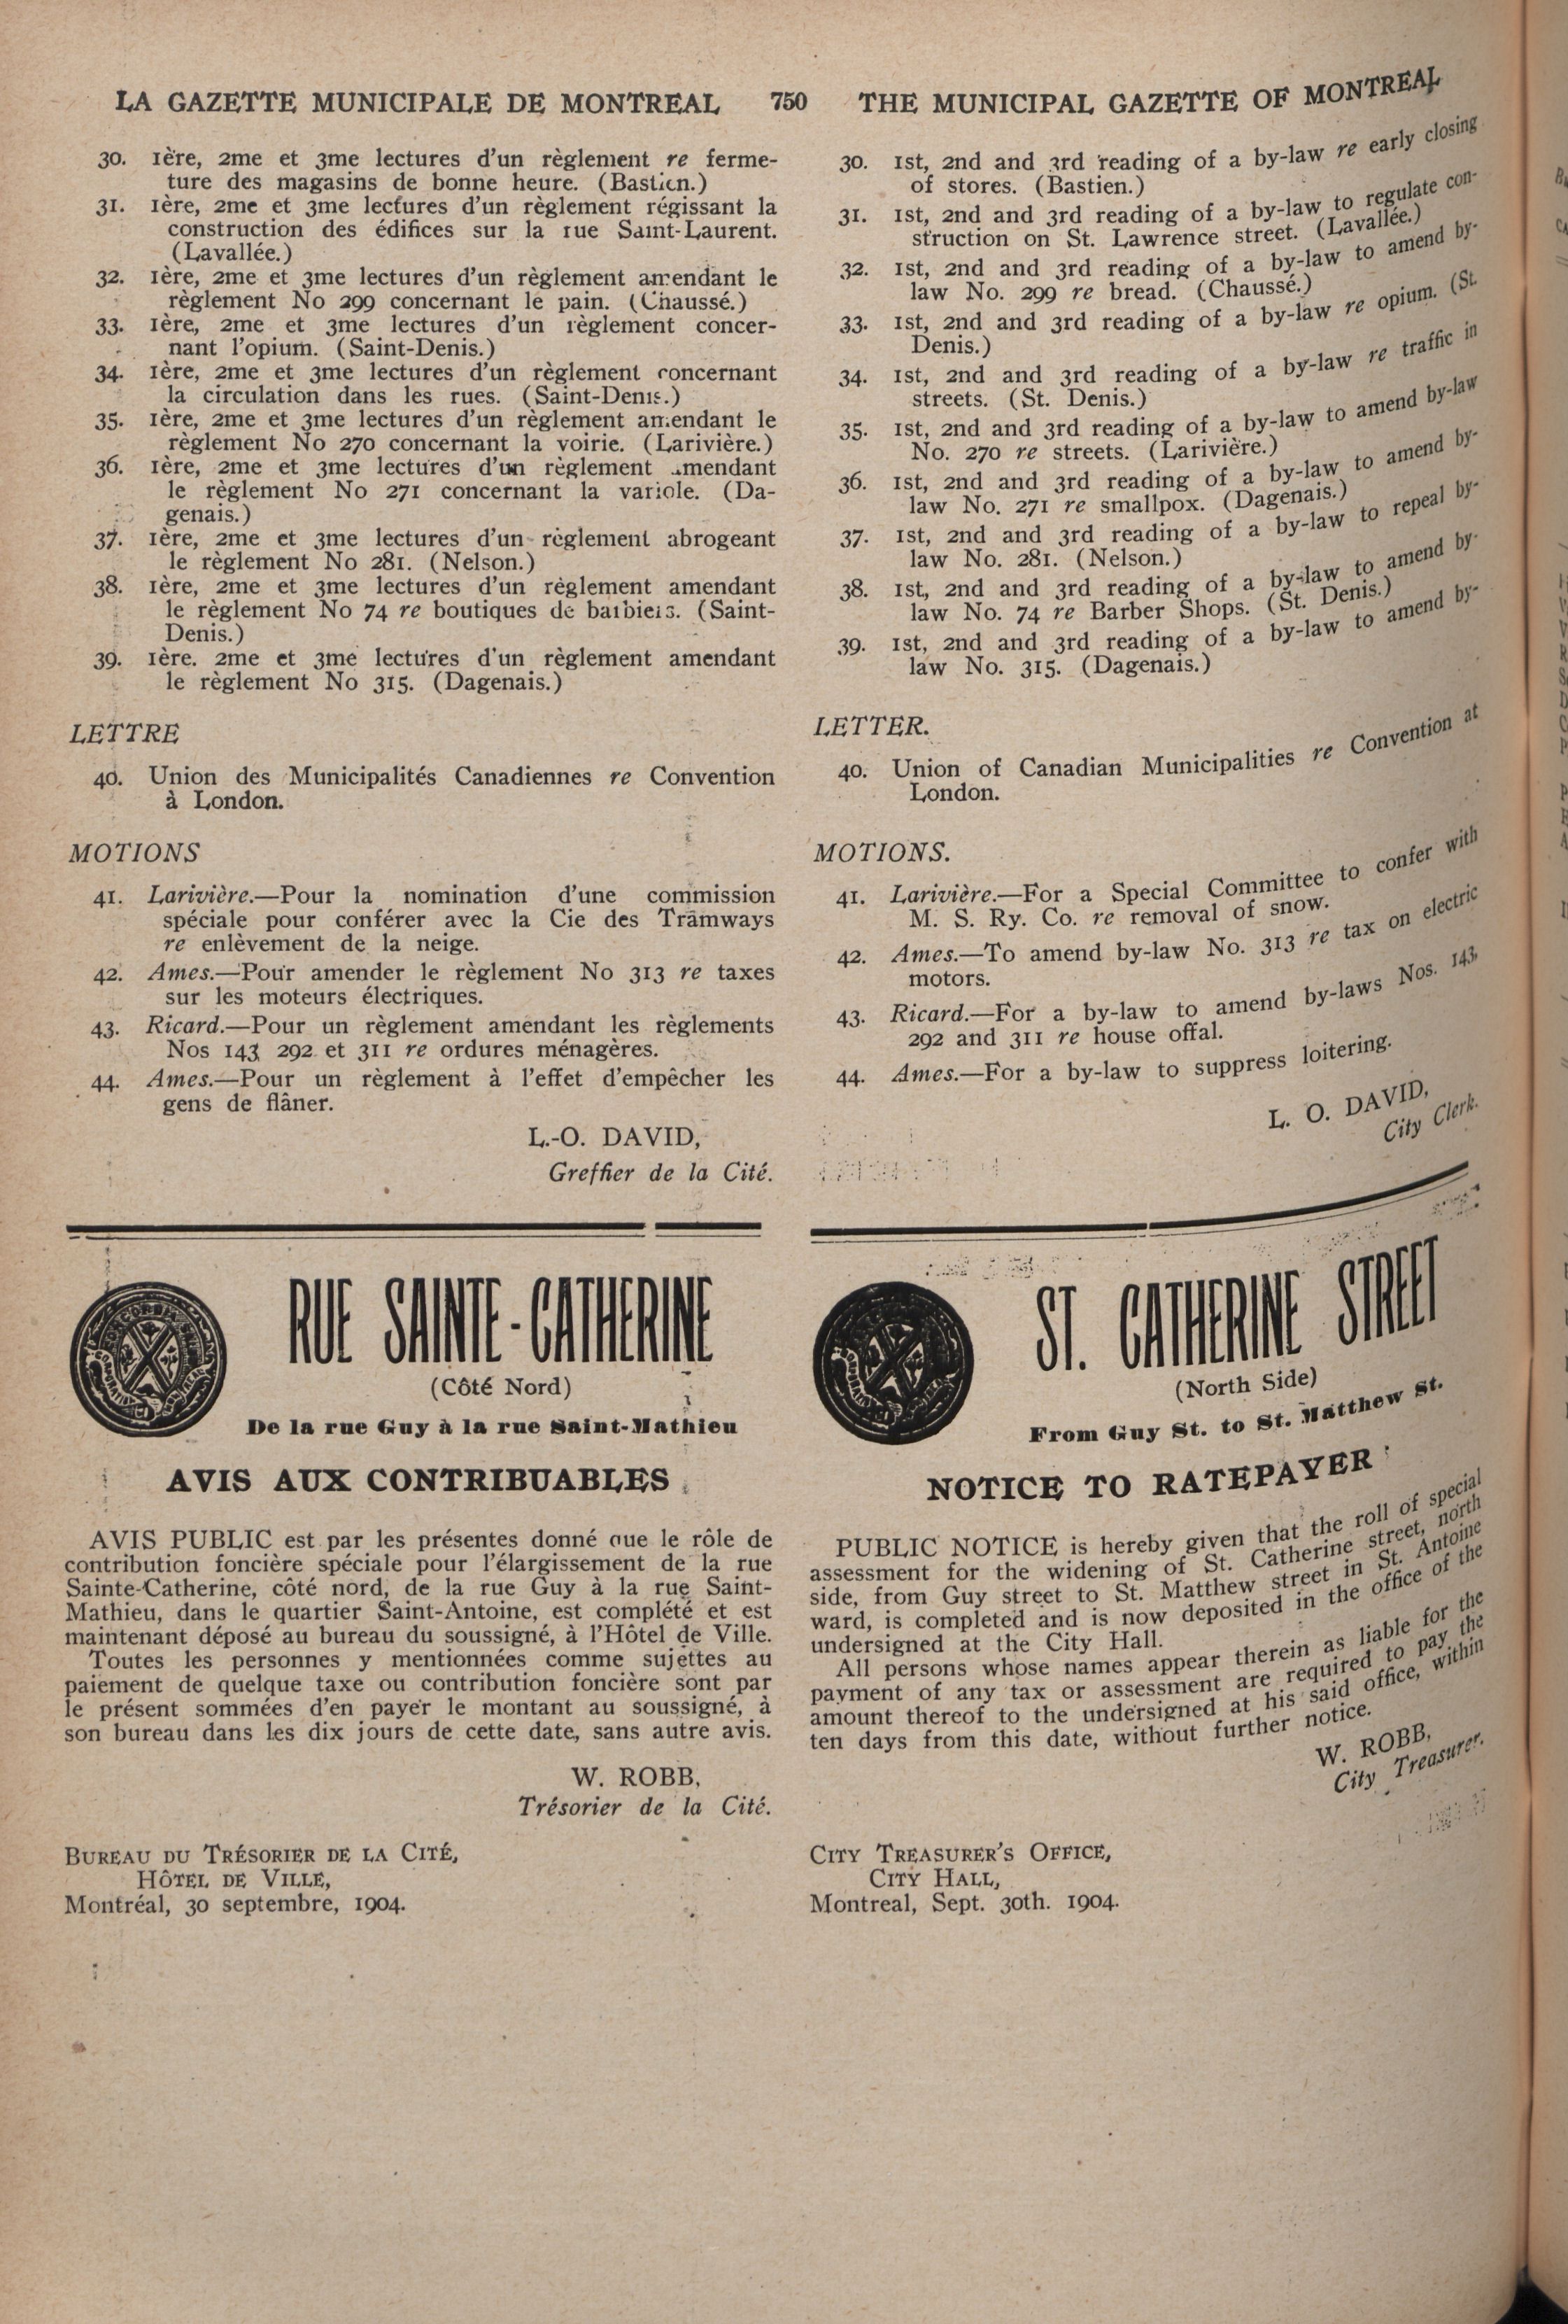 LA GAZETTE MUNICIPALE DE MONTREAL 750 THE MUNICIPAL GAZETTE OF MONTREAL
30. 1ère, 2me et 3me lectures d'un règlement re ferme-
ture des magasins de bonne heure. (Bastien.)
31. 1ère, 2me et 3me lectures d'un règlement régissant la
construction des édifices sur la rue Saint-Laurent.
(Lavallée.)
32. 1ère, 2me et 3me lectures d'un règlement amendant le
règlement No 299 concernant le pain. (Chaussé.)
33. 1ère, 2me et 3me lectures d'un règlement concer-
nant l'opium. (Saint-Denis.)
34. 1ère, 2me et 3me lectures d'un règlement concernant
la circulation dans les rues. (Saint-Denis.)
35. 1ère, 2me et 3me lectures d'un règlement amendant le
règlement No 270 concernant la voirie. (Larivière.)
36. 1ère, 2me et 3me lectures d'un règlement amendant
le règlement No 271 concernant la variole. (Da-
genais.)
37. 1ère, 2me et 3me lectures d'un règlement abrogeant
le règlement No 281. (Nelson.)
38. 1ère, 2me et 3me lectures d'un règlement amendant
le règlement No 74 re boutiques de barbiers. (Saint-
Denis.)
39. 1ère. 2me et 3me lectures d'un règlement amendant
le règlement No 315. (Dagenais.)
LETTRE
40. Union des Municipalités Canadiennes re Convention
à London.
MOTIONS
41. Larivière.—Pour la nomination d'une commission
spéciale pour conférer avec la Cie des Tramways
re enlèvement de la neige.
42. Ames.—Pour amender le règlement No 313 re taxes
sur les moteurs électriques.
43. Ricard.—Pour un règlement amendant les règlements
Nos 143 292 et 311 re ordures ménagères.
44. Ames.—Pour un règlement à l'effet d'empêcher les
gens de flâner.
L.-O. DAVID,
Greffier de la Cité.
30. 1st, 2nd and 3rd reading of a by-law re early closing
of stores. (Bastien.)
31. 1st, 2nd and 3rd reading of a by-law to regulate con-
struction on St. Lawrence street. (Lavallée.)
32. 1st, 2nd and 3rd reading of a by-law to amend by-
law No. 299 re bread. (Chaussé.)
33. 1st, 2nd and 3rd reading of a by-law re opium. (St.
Denis.)
34. 1st, 2nd and 3rd reading of a by-law re traffic in
streets. (St. Denis.)
35. 1st, 2nd and 3rd reading of a by-law to amend by-law
No. 270 re streets. (Larivière.)
36. 1st, 2nd and 3rd reading of a by-law to amend by-
law No. 271 re smallpox. (Dagenais.)
37. 1st, 2nd and 3rd reading of a by-law to repeal by-
law No. 281. (Nelson.)
38. 1st, 2nd and 3rd reading of a by-law to amend by-
law No. 74 re Barber Shops. (St. Denis.)
39. 1st, 2nd and 3rd reading of a by-law to amend by-
law No. 315. (Dagenais.)
LETTER.
40. Union of Canadian Municipalities re Convention at
London.
MOTIONS.
41. Larivière.—For a Special Committee to confer with
M. S. Ry. Co. re removal of snow.
42. Ames.—To amend by-law No. 313 re tax on electric
motors.
43. Ricard.—For a by-law to amend by-laws Nos. 143,
292 and 311 re house offal.
44. Ames.—For a by-law to suppress loitering.
L. O. DAVID,
City Clerk.
RUE SAINTE-CATHERINE
(Côté Nord)
De la rue Guy à la rue Saint-Mathieu
AVIS AUX CONTRIBUABLES
AVIS PUBLIC est par les présentes donné que le rôle de
contribution foncière spéciale pour l'élargissement de la rue
Sainte-Catherine, côté nord, de la rue Guy à la rue Saint-
Mathieu, dans le quartier Saint-Antoine, est complété et est
maintenant déposé au bureau du soussigné, à l'Hôtel de Ville.
Toutes les personnes y mentionnées comme sujettes au
paiement de quelque taxe ou contribution foncière sont par
le présent sommées d'en payer le montant au soussigné, à
son bureau dans les dix jours de cette date, sans autre avis.
W. ROBB,
Trésorier de la Cité.
BUREAU DU TRÉSORIER DE LA CITÉ,
HÔTEL DE VILLE,
Montréal, 30 septembre, 1904.
ST. CATHERINE STREET
(North Side)
From Guy St. to St. Matthew St.
NOTICE TO RATEPAYER
PUBLIC NOTICE is hereby given that the roll of special
assessment for the widening of St. Catherine street, north
side, from Guy street to St. Matthew street in St. Antoine
ward, is completed and is now deposited in the office of the
undersigned at the City Hall.
All persons whose names appear therein as liable for the
payment of any tax or assessment are required to pay the
amount thereof to the undersigned at his said office, within
ten days from this date, without further notice.
W. ROBB,
City Treasurer.
CITY TREASURER'S OFFICE,
CITY HALL,
Montreal, Sept. 30th. 1904.